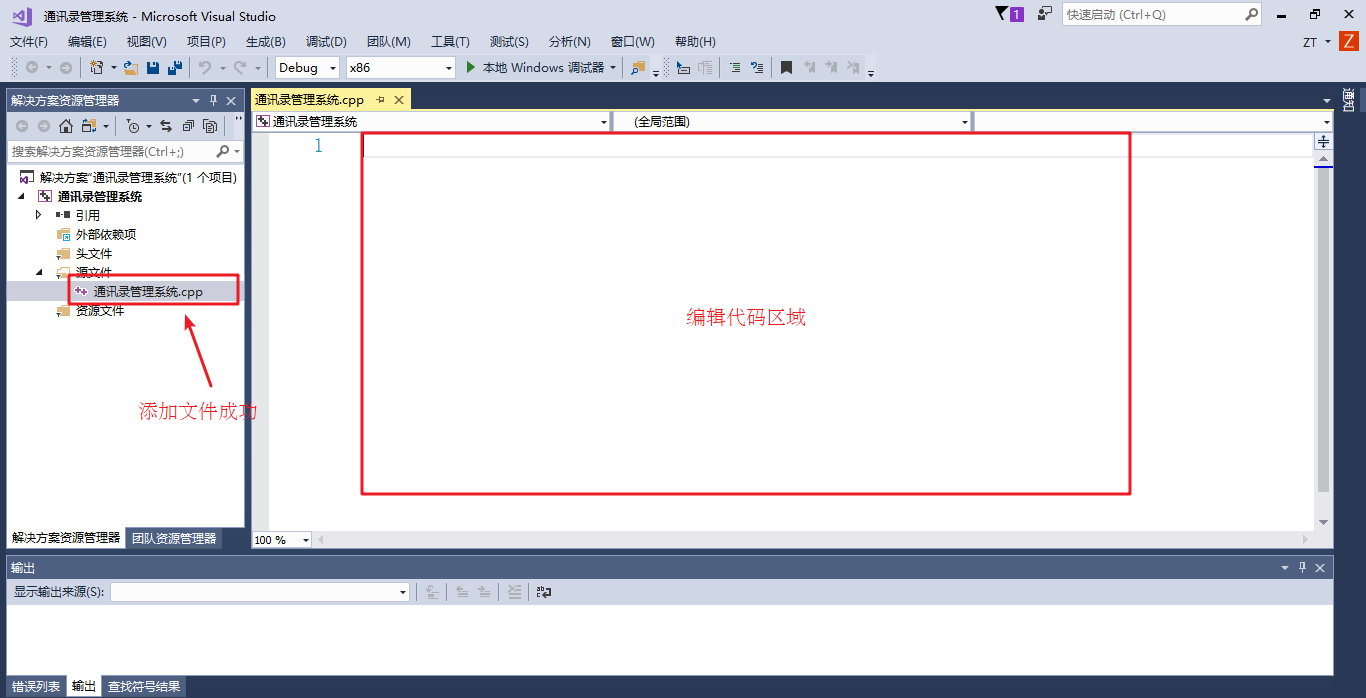 通讯录管理系统 - Microsoft Visual Studio
1
快速启动 (Ctrl+Q)
文件(F) 编辑(E) 视图(V) 项目(P) 生成(B) 调试(D) 团队(M) 工具(T) 测试(S) 分析(N) 窗口(W) 帮助(H)
ZT
Z
Debug x86 本地 Windows 调试器
解决方案资源管理器
搜索解决方案资源管理器(Ctrl+;)
解决方案"通讯录管理系统"(1 个项目)
通讯录管理系统
引用
外部依赖项
头文件
源文件
通讯录管理系统.cpp
资源文件
添加文件成功
解决方案资源管理器 团队资源管理器
通讯录管理系统.cpp
通讯录管理系统 (全局范围)
1
编辑代码区域
100 %
通知
输出
显示输出来源(S):
错误列表 输出 查找符号结果